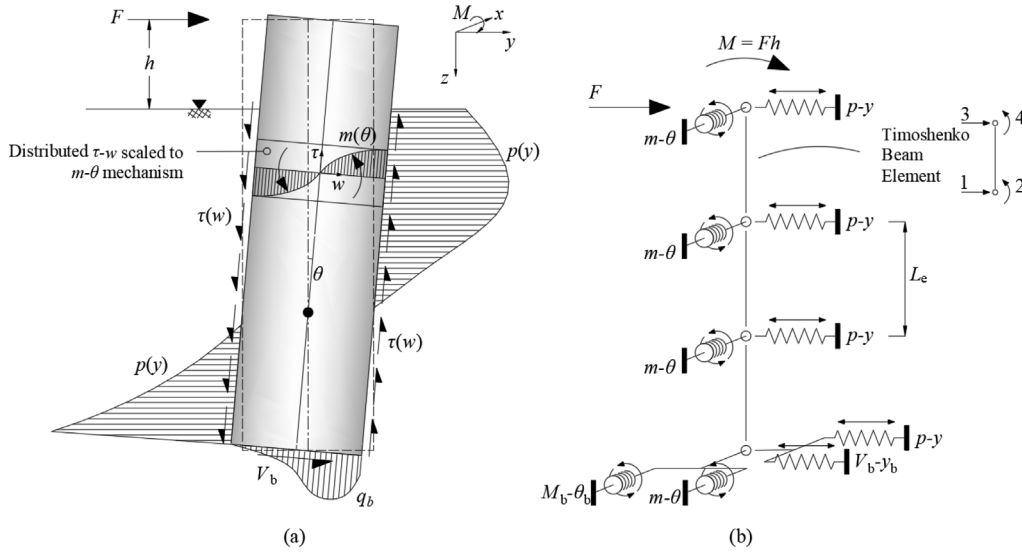 F
h
M
x
y
z
Distributed τ-w scaled to
m-θ mechanism
τ
m(θ)
w
p(y)
τ(w)
θ
τ(w)
p(y)
V_b
q_b
(a)
M = Fh
F
p-y
m-θ
Timoshenko
Beam
Element
3
4
1
2
p-y
m-θ
L_e
p-y
m-θ
p-y
V_b-y_b
M_b-θ_b
m-θ
(b)